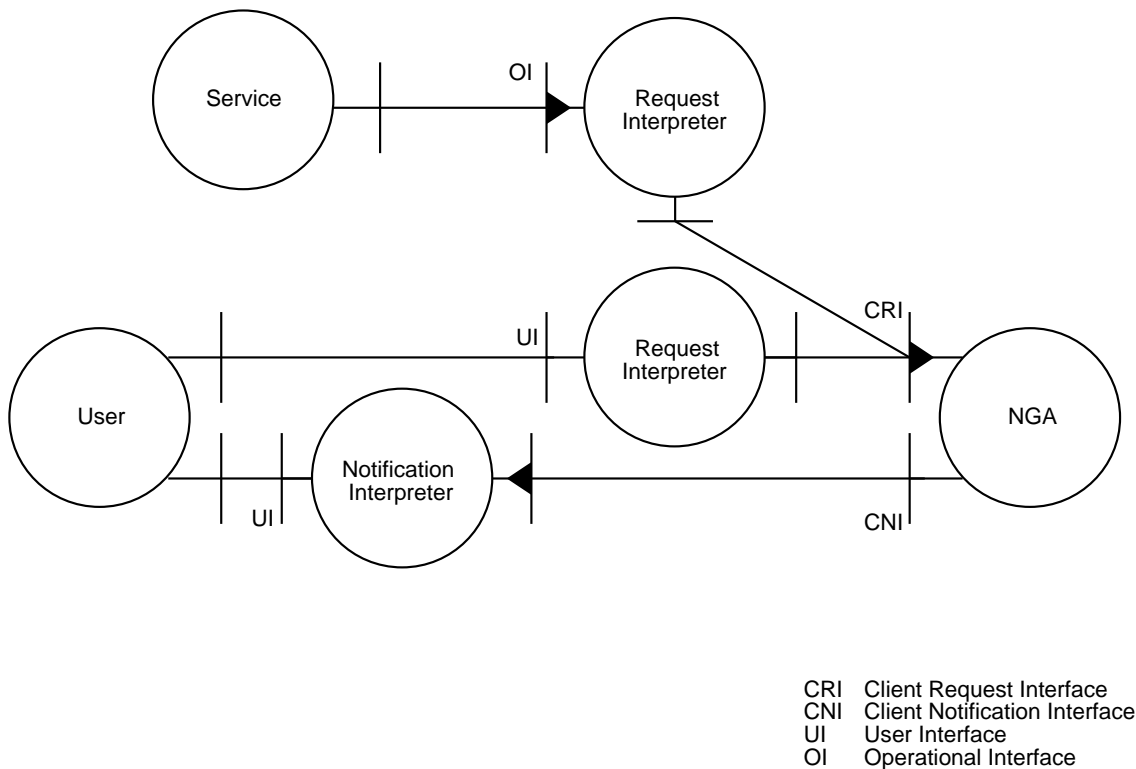 OI
Service
Request
Interpreter
CRI
UI
Request
Interpreter
User
NGA
Notification
Interpreter
UI
CNI
CRI Client Request Interface
CNI Client Notification Interface
UI User Interface
OI Operational Interface